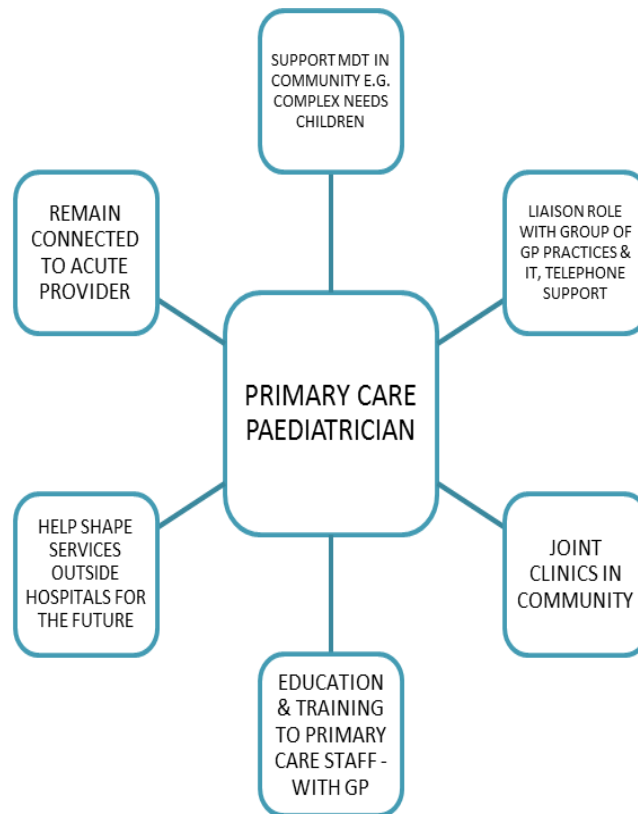 SUPPORT MDT IN
COMMUNITY E.G.
COMPLEX NEEDS
CHILDREN
REMAIN
CONNECTED
TO ACUTE
PROVIDER
LIAISON ROLE
WITH GROUP OF
GP PRACTICES &
IT, TELEPHONE
SUPPORT
PRIMARY CARE
PAEDIATRICIAN
HELP SHAPE
SERVICES
OUTSIDE
HOSPITALS FOR
THE FUTURE
JOINT
CLINICS IN
COMMUNITY
EDUCATION
& TRAINING
TO PRIMARY
CARE STAFF -
WITH GP